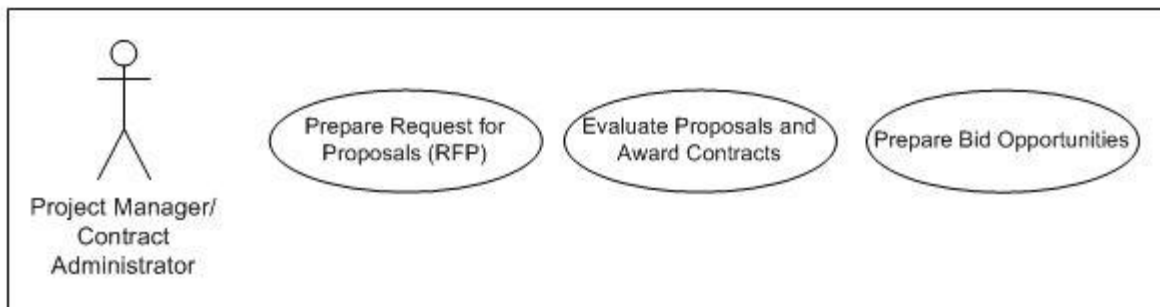 Project Manager/
Contract
Administrator
Prepare Request for
Proposals (RFP)
Evaluate Proposals and
Award Contracts
Prepare Bid Opportunities